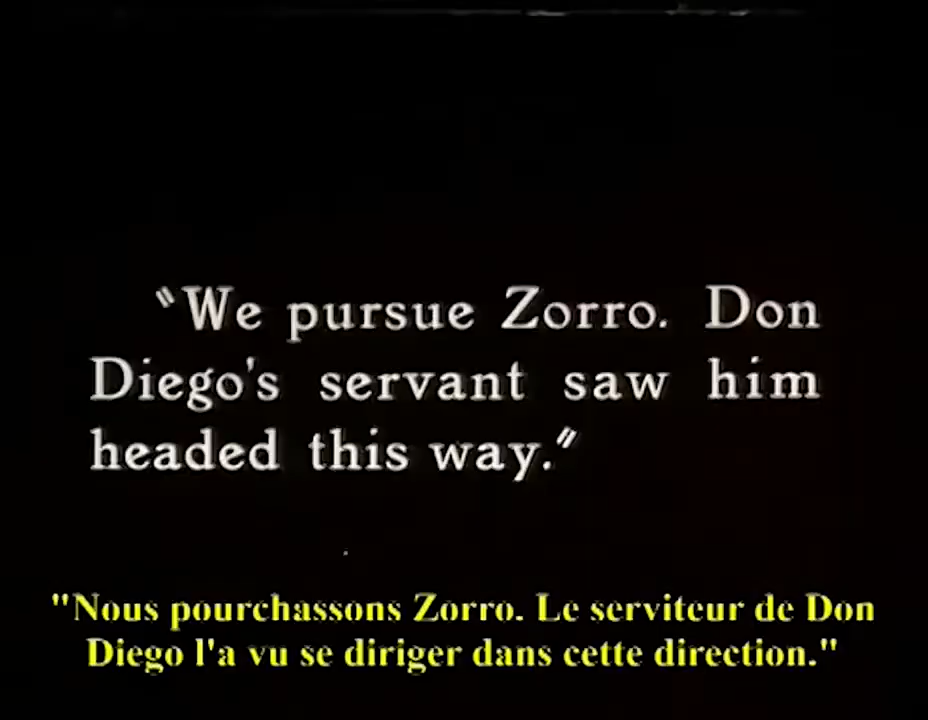 "We pursue Zorro. Don
Diego's servant saw him
headed this way."
"Nous pourchassons Zorro. Le serviteur de Don
Diego l'a vu se diriger dans cette direction."